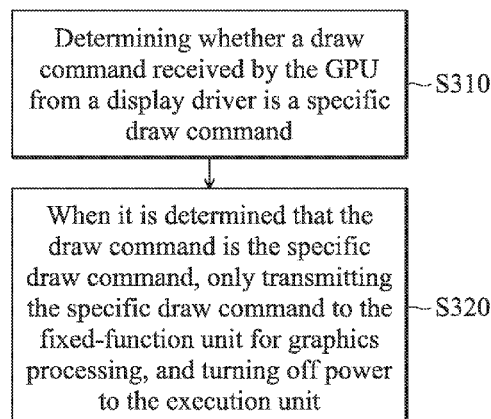 Determining whether a draw
command received by the GPU
from a display driver is a specific
draw command
S310
When it is determined that the
draw command is the specific
draw command, only transmitting
the specific draw command to the
fixed-function unit for graphics
processing, and turning off power
to the execution unit
S320